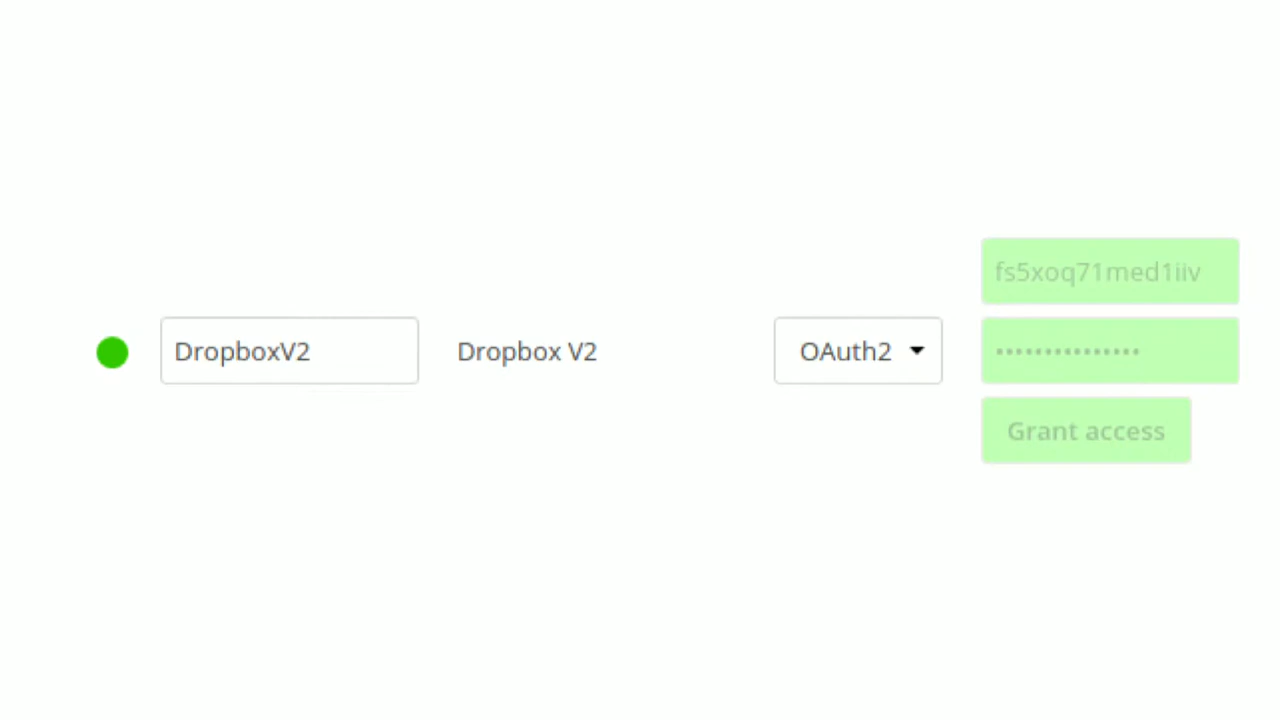 fs5xoq71med1iiv
DropboxV2 Dropbox V2 OAuth2 •••••••••••••••
Grant access